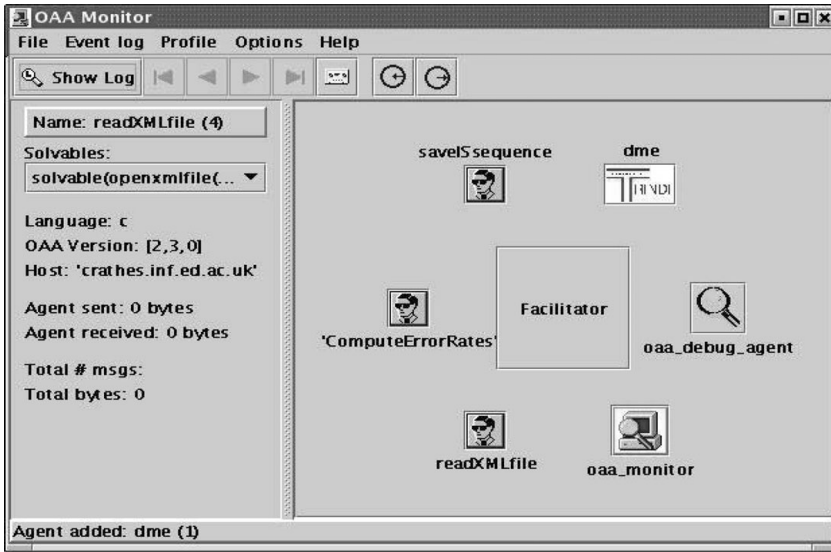 OAA Monitor
File Event log Profile Options Help
Show Log
Name: readXMLfile (4)
Solvables:
solvable(openxmlfile(...
Language: c
OAA Version: [2,3,0]
Host: 'crathes.inf.ed.ac.uk'
Agent sent: 0 bytes
Agent received: 0 bytes
Total # msgs:
Total bytes: 0
saveISsequence
dme
TRINDI
'ComputeErrorRates'
Facilitator
oaa_debug_agent
readXMLfile
oaa_monitor
Agent added: dme (1)